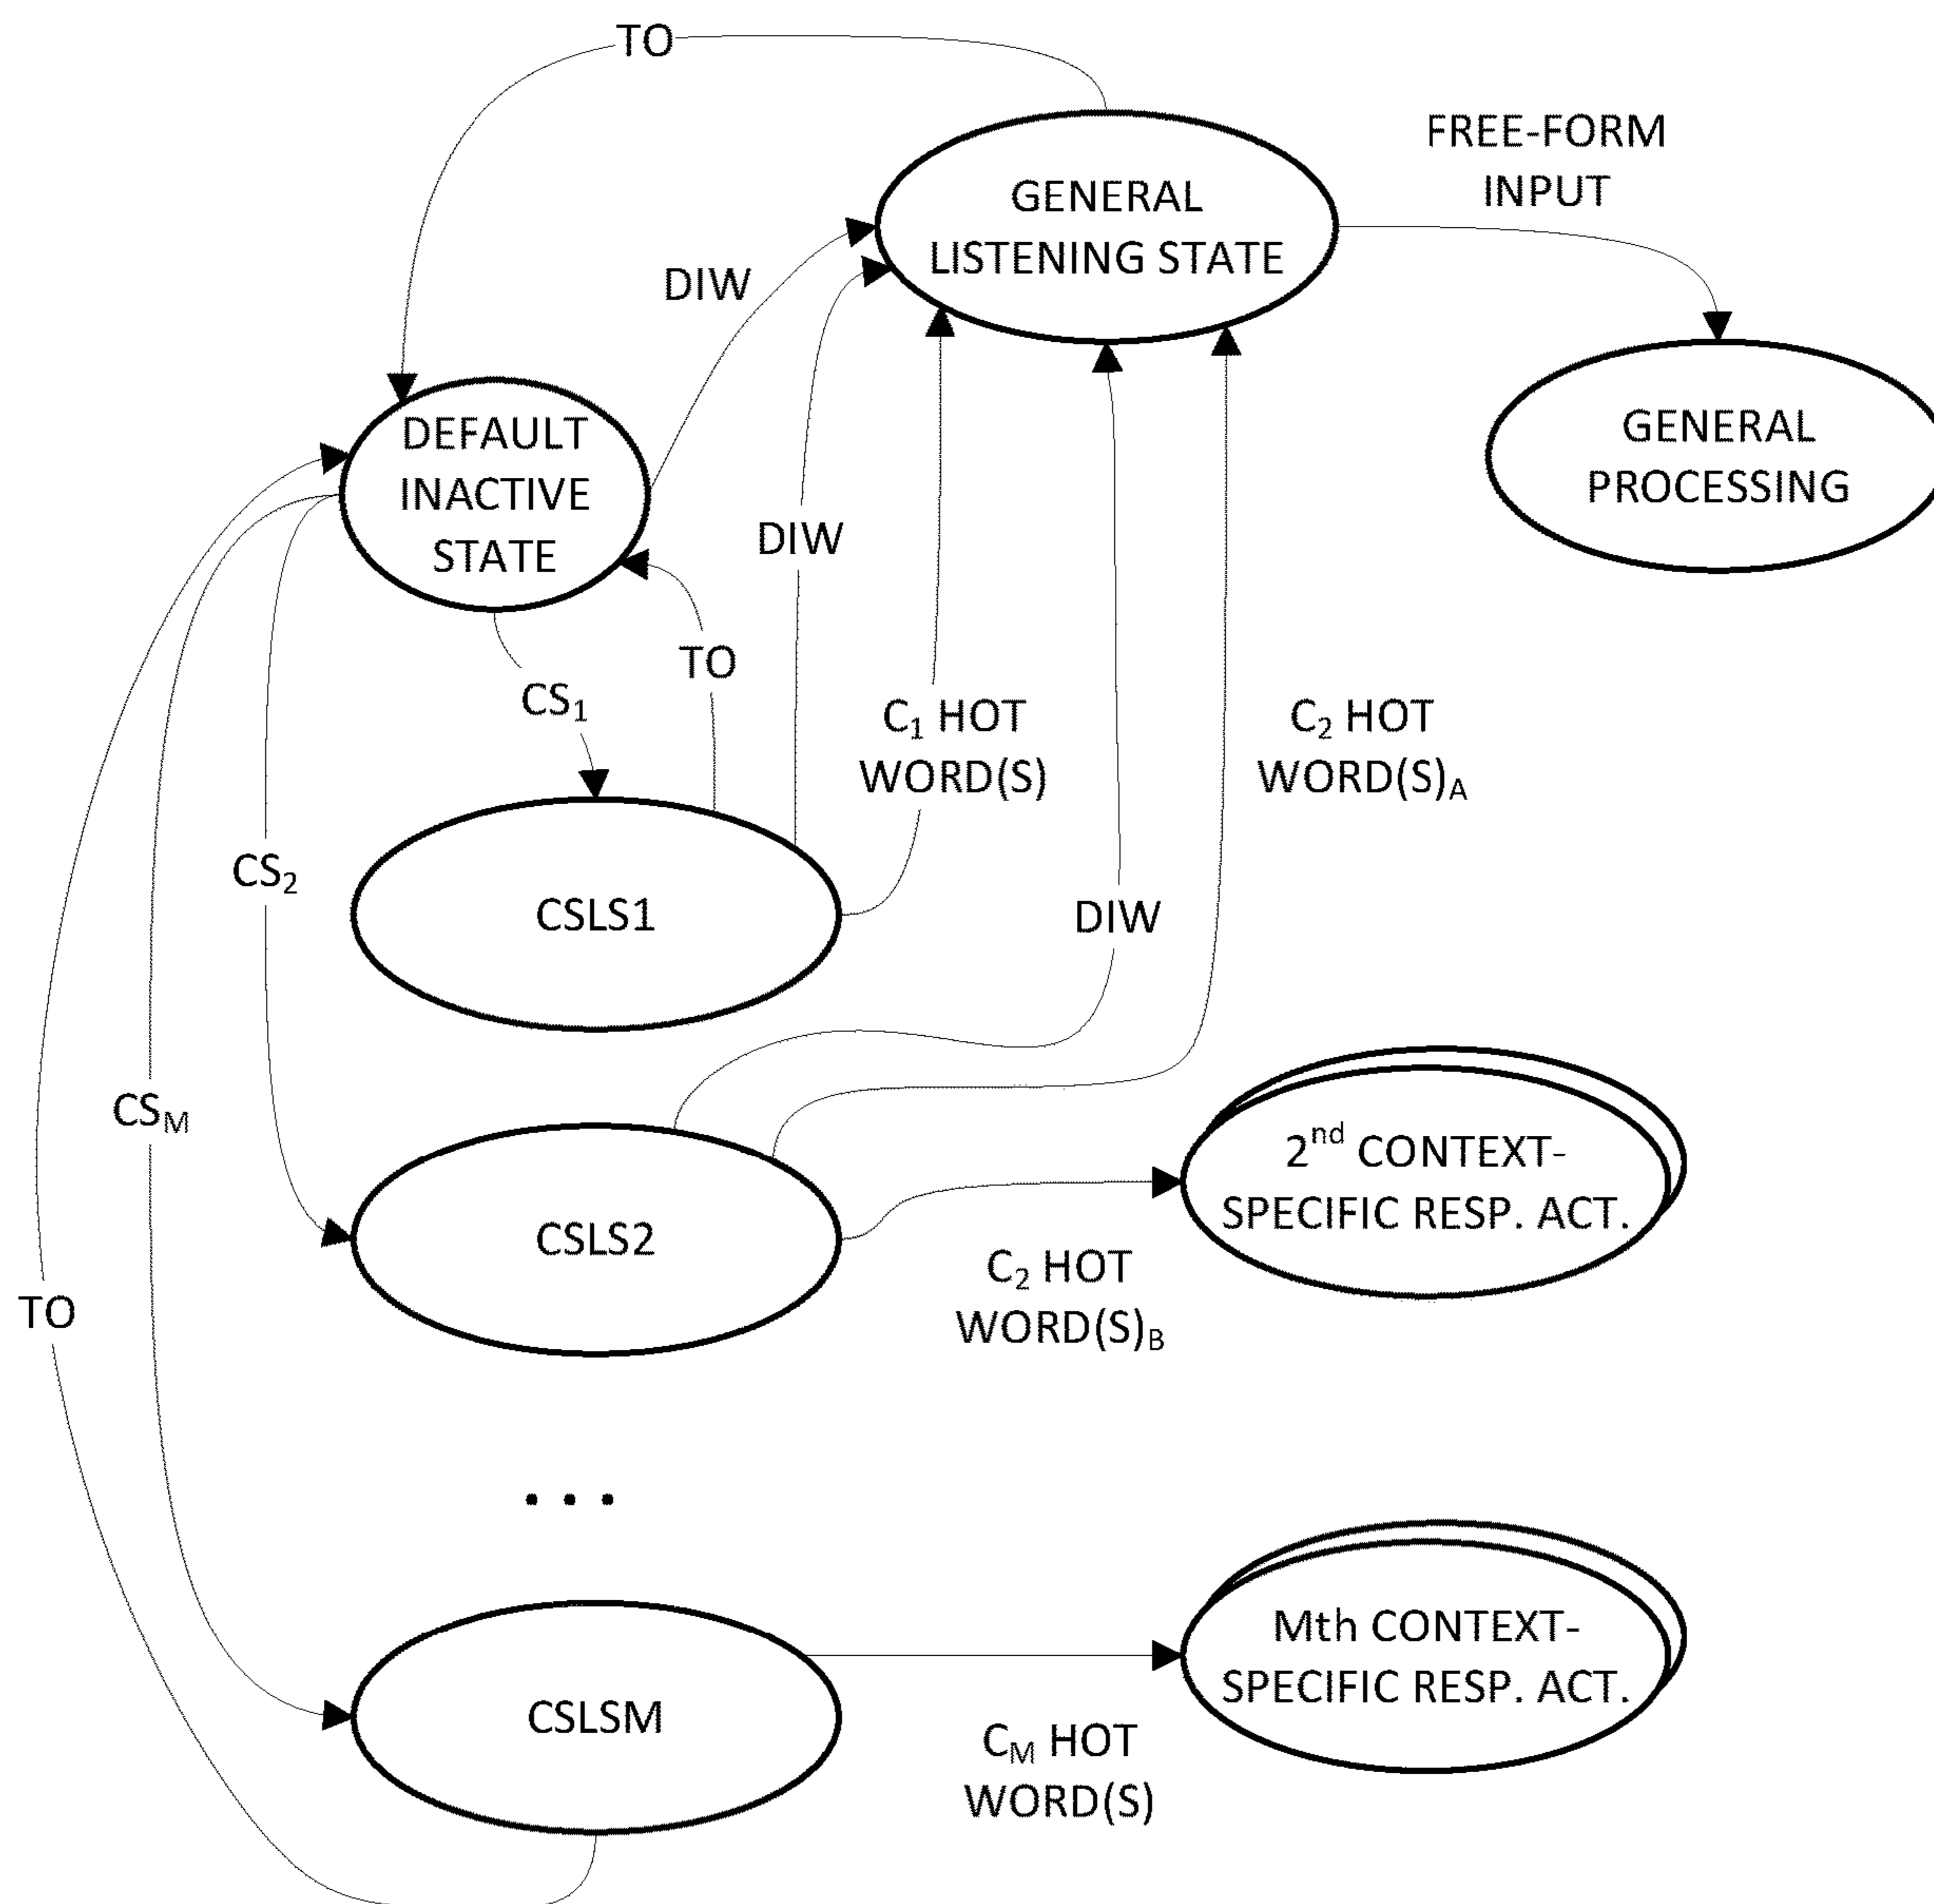 TO
FREE-FORM
INPUT
GENERAL
LISTENING STATE
DIW
GENERAL
PROCESSING
DEFAULT
INACTIVE
STATE
DIW
TO
CS₁
C₁ HOT
WORD(S)
C₂ HOT
WORD(S)A
CS₂
CSLS1
DIW
CSM
2nd CONTEXT-
SPECIFIC RESP. ACT.
CSLS2
C₂ HOT
WORD(S)B
TO
...
Mth CONTEXT-
SPECIFIC RESP. ACT.
CSLSM
CM HOT
WORD(S)